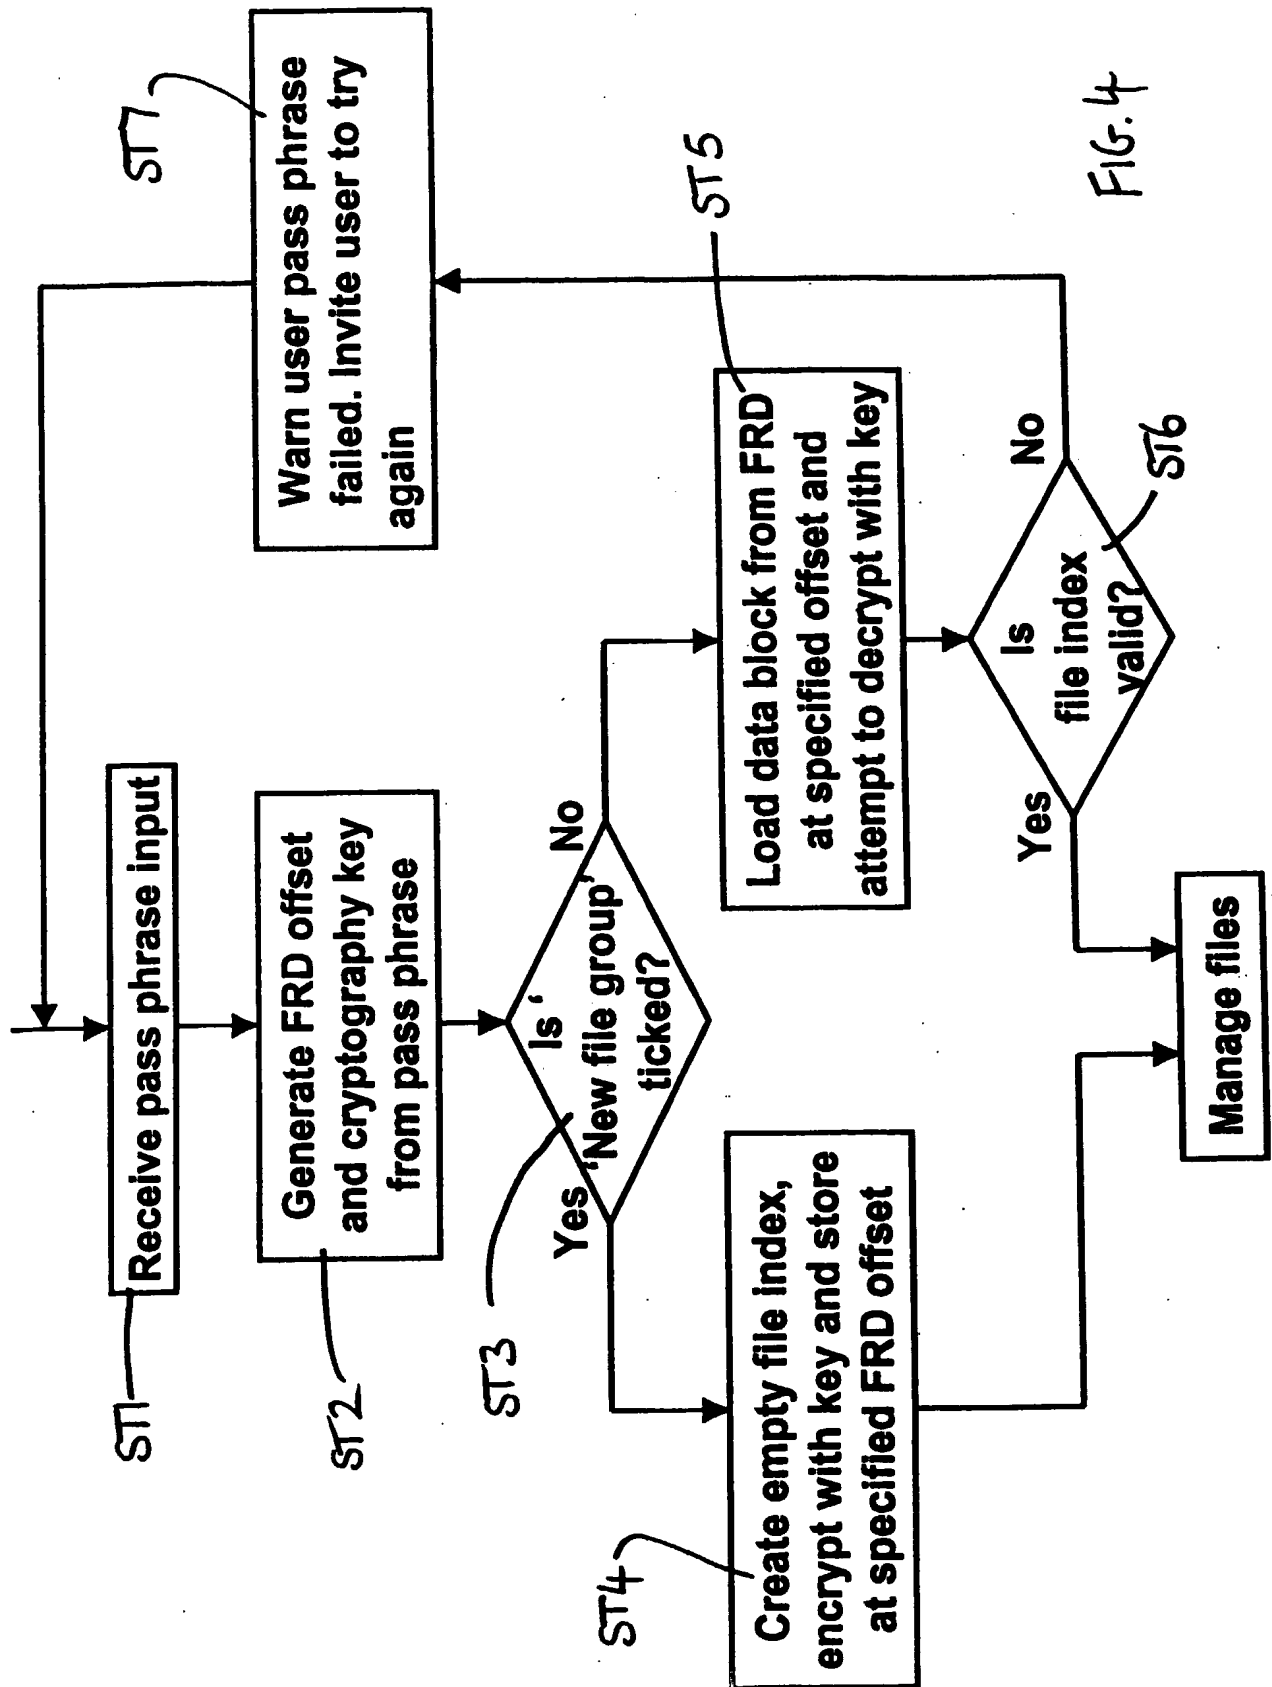 ST1
Receive pass phrase input
ST2
Generate FRD offset
and cryptography key
from pass phrase
ST3
Is '
'New file group'
ticked?
Yes
No
ST4
Create empty file index,
encrypt with key and store
at specified FRD offset
ST5
Load data block from FRD
at specified offset and
attempt to decrypt with key
ST6
Is
file index
valid?
Yes
No
ST7
Warn user pass phrase
failed. Invite user to try
again
Manage files
FIG. 4